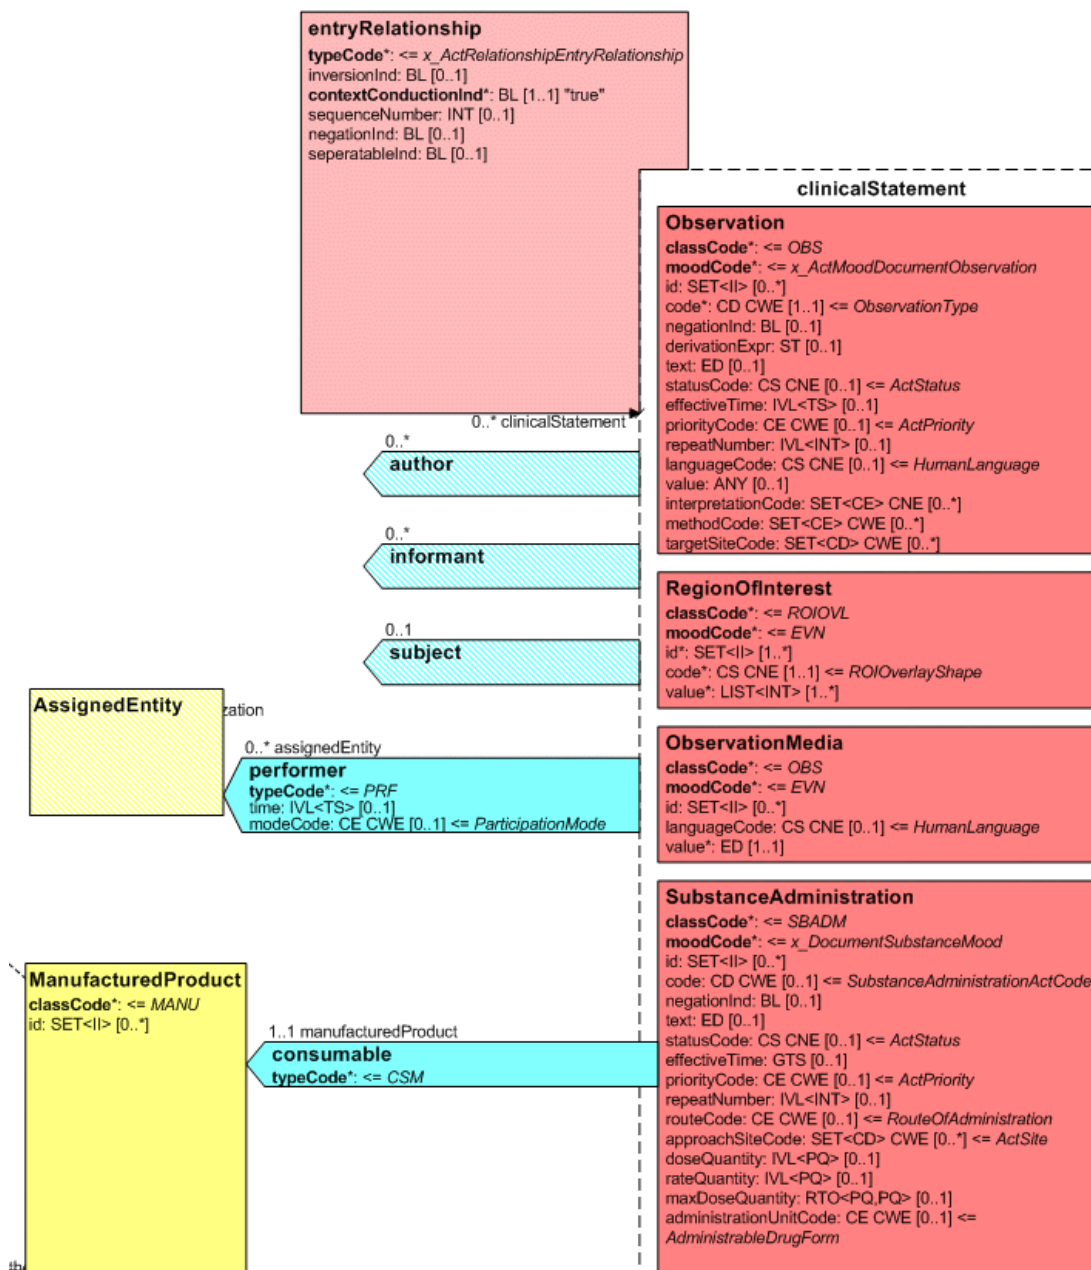 entryRelationship
typeCode*: <= x_ActRelationshipEntryRelationship
inversionInd: BL [0..1]
contextConductionInd*: BL [1..1] "true"
sequenceNumber: INT [0..1]
negationInd: BL [0..1]
seperatableInd: BL [0..1]
clinicalStatement
Observation
classCode*: <= OBS
moodCode*: <= x_ActMoodDocumentObservation
id: SET<II> [0..*]
code*: CD CWE [1..1] <= ObservationType
negationInd: BL [0..1]
derivationExpr: ST [0..1]
text: ED [0..1]
statusCode: CS CNE [0..1] <= ActStatus
effectiveTime: IVL<TS> [0..1]
priorityCode: CE CWE [0..1] <= ActPriority
repeatNumber: IVL<INT> [0..1]
languageCode: CS CNE [0..1] <= HumanLanguage
value: ANY [0..1]
interpretationCode: SET<CE> CNE [0..*]
methodCode: SET<CE> CWE [0..*]
targetSiteCode: SET<CD> CWE [0..*]
0..* clinicalStatement
0..*
author
0..*
informant
0..1
subject
RegionOfInterest
classCode*: <= ROIOVL
moodCode*: <= EVN
id*: SET<II> [1..*]
code*: CS CNE [1..1] <= ROIOverlayShape
value*: LIST<INT> [1..*]
AssignedEntity
zation
0..* assignedEntity
performer
typeCode*: <= PRF
time: IVL<TS> [0..1]
modeCode: CE CWE [0..1] <= ParticipationMode
ObservationMedia
classCode*: <= OBS
moodCode*: <= EVN
id: SET<II> [0..*]
languageCode: CS CNE [0..1] <= HumanLanguage
value*: ED [1..1]
SubstanceAdministration
classCode*: <= SBADM
moodCode*: <= x_DocumentSubstanceMood
id: SET<II> [0..*]
code: CD CWE [0..1] <= SubstanceAdministrationActCode
negationInd: BL [0..1]
text: ED [0..1]
statusCode: CS CNE [0..1] <= ActStatus
effectiveTime: GTS [0..1]
priorityCode: CE CWE [0..1] <= ActPriority
repeatNumber: IVL<INT> [0..1]
routeCode: CE CWE [0..1] <= RouteOfAdministration
approachSiteCode: SET<CD> CWE [0..*] <= ActSite
doseQuantity: IVL<PQ> [0..1]
rateQuantity: IVL<PQ> [0..1]
maxDoseQuantity: RTO<PQ,PQ> [0..1]
administrationUnitCode: CE CWE [0..1] <=
AdministrableDrugForm
ManufacturedProduct
classCode*: <= MANU
id: SET<II> [0..*]
1..1 manufacturedProduct
consumable
typeCode*: <= CSM